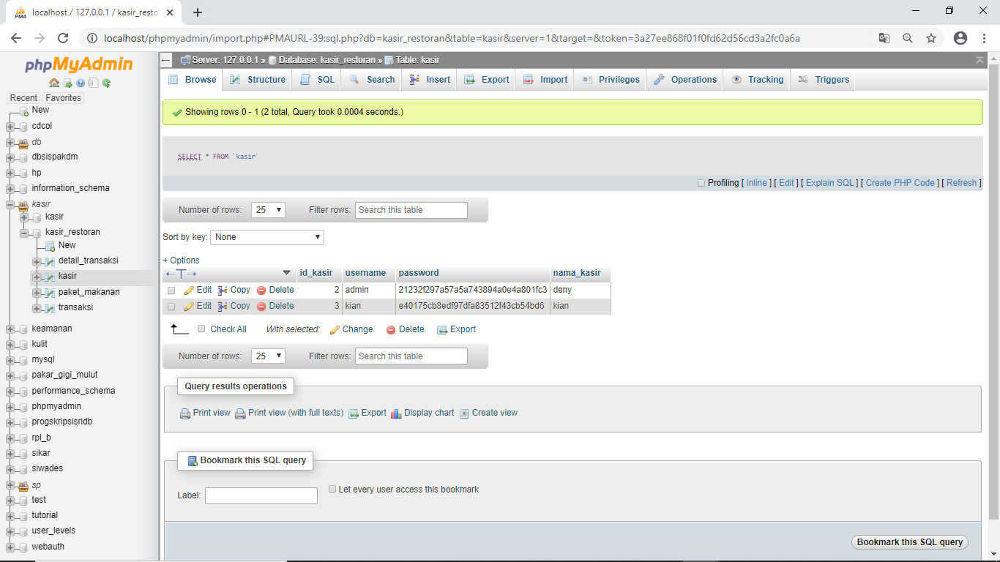 localhost / 127.0.0.1 / kasir_resto
localhost/phpmyadmin/import.php#PMAURL-39:sql.php?db=kasir_restoran&table=kasir&server=1&target=&token=3a27ee868f01f0fd62d56cd3a2fc0a6a
phpMyAdmin
Recent Favorites
New
cdcol
db
dbsispakdm
hp
information_schema
kasir
kasir
kasir_restoran
New
detail_transaksi
kasir
paket_makanan
transaksi
keamanan
kulit
mysql
pakar_gigi_mulut
performance_schema
phpmyadmin
progskripsisridb
rpl_b
sikar
siwades
sp
test
tutorial
user_levels
webauth
Server: 127.0.0.1 » Database: kasir_restoran » Table: kasir
Browse Structure SQL Search Insert Export Import Privileges Operations Tracking Triggers
Showing rows 0 - 1 (2 total, Query took 0.0004 seconds.)
SELECT * FROM `kasir`
Profiling [ Inline ] [ Edit ] [ Explain SQL ] [ Create PHP Code ] [ Refresh ]
Number of rows: 25 Filter rows: Search this table
Sort by key: None
+ Options
←T→ id_kasir username password nama_kasir
Edit Copy Delete 2 admin 21232f297a57a5a743894a0e4a801fc3 deny
Edit Copy Delete 3 kian e40175cb8edf97dfa83512f43cb54bd6 kian
Check All With selected: Change Delete Export
Number of rows: 25 Filter rows: Search this table
Query results operations
Print view Print view (with full texts) Export Display chart Create view
Bookmark this SQL query
Label: Let every user access this bookmark
Bookmark this SQL query